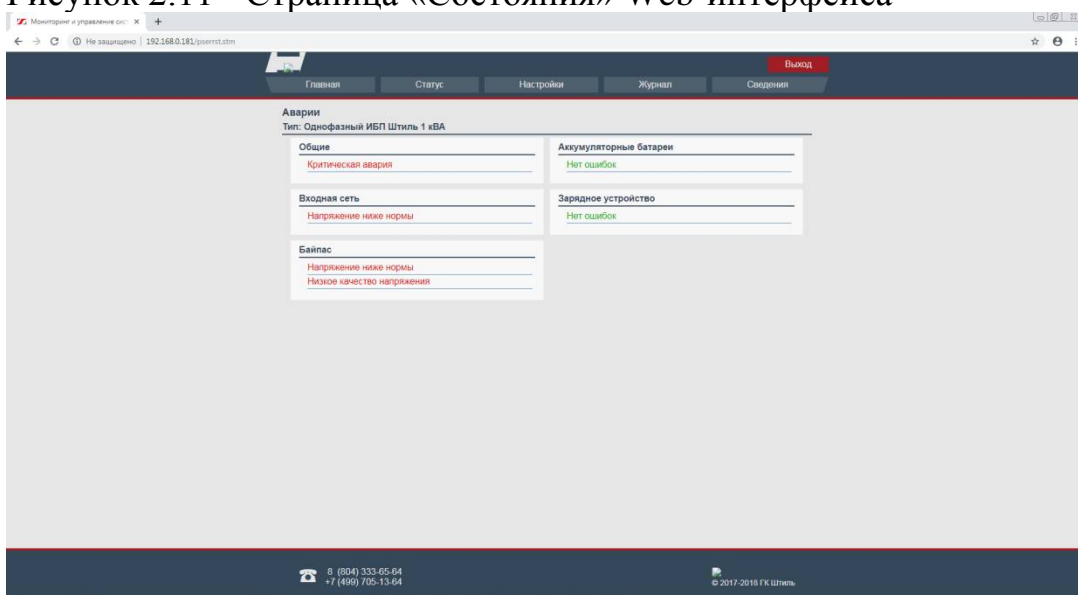 Рисунок 2.11 - Страница «Состояния» Web-интерфейса
Мониторинг и управление сис
Не защищено | 192.168.0.181/pserrst.stm
Выход
Главная Статус Настройки Журнал Сведения
Аварии
Тип: Однофазный ИБП Штиль 1 кВА
Общие
Критическая авария
Аккумуляторные батареи
Нет ошибок
Входная сеть
Напряжение ниже нормы
Зарядное устройство
Нет ошибок
Байпас
Напряжение ниже нормы
Низкое качество напряжения
8 (804) 333-65-64
+7 (499) 705-13-64
© 2017-2018 ГК Штиль